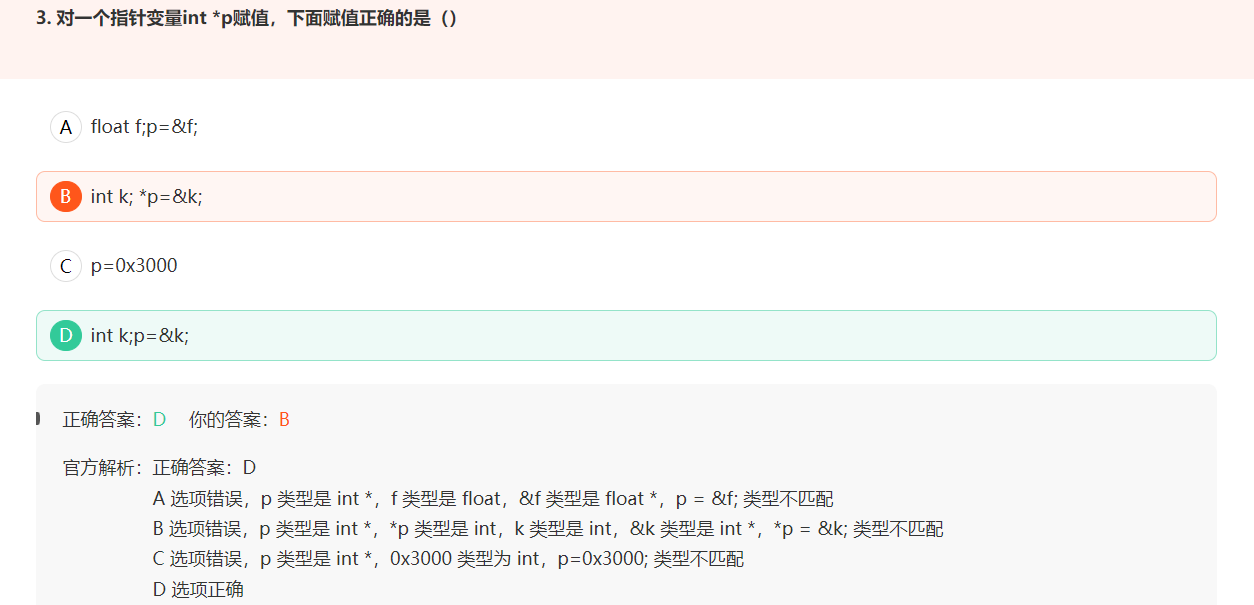 3. 对一个指针变量int *p赋值，下面赋值正确的是（）
A float f;p=&f;
B int k; *p=&k;
C p=0x3000
D int k;p=&k;
正确答案：D 你的答案：B
官方解析：正确答案：D
A 选项错误，p 类型是 int *，f 类型是 float，&f 类型是 float *，p = &f; 类型不匹配
B 选项错误，p 类型是 int *，*p 类型是 int，k 类型是 int，&k 类型是 int *，*p = &k; 类型不匹配
C 选项错误，p 类型是 int *，0x3000 类型为 int，p=0x3000; 类型不匹配
D 选项正确